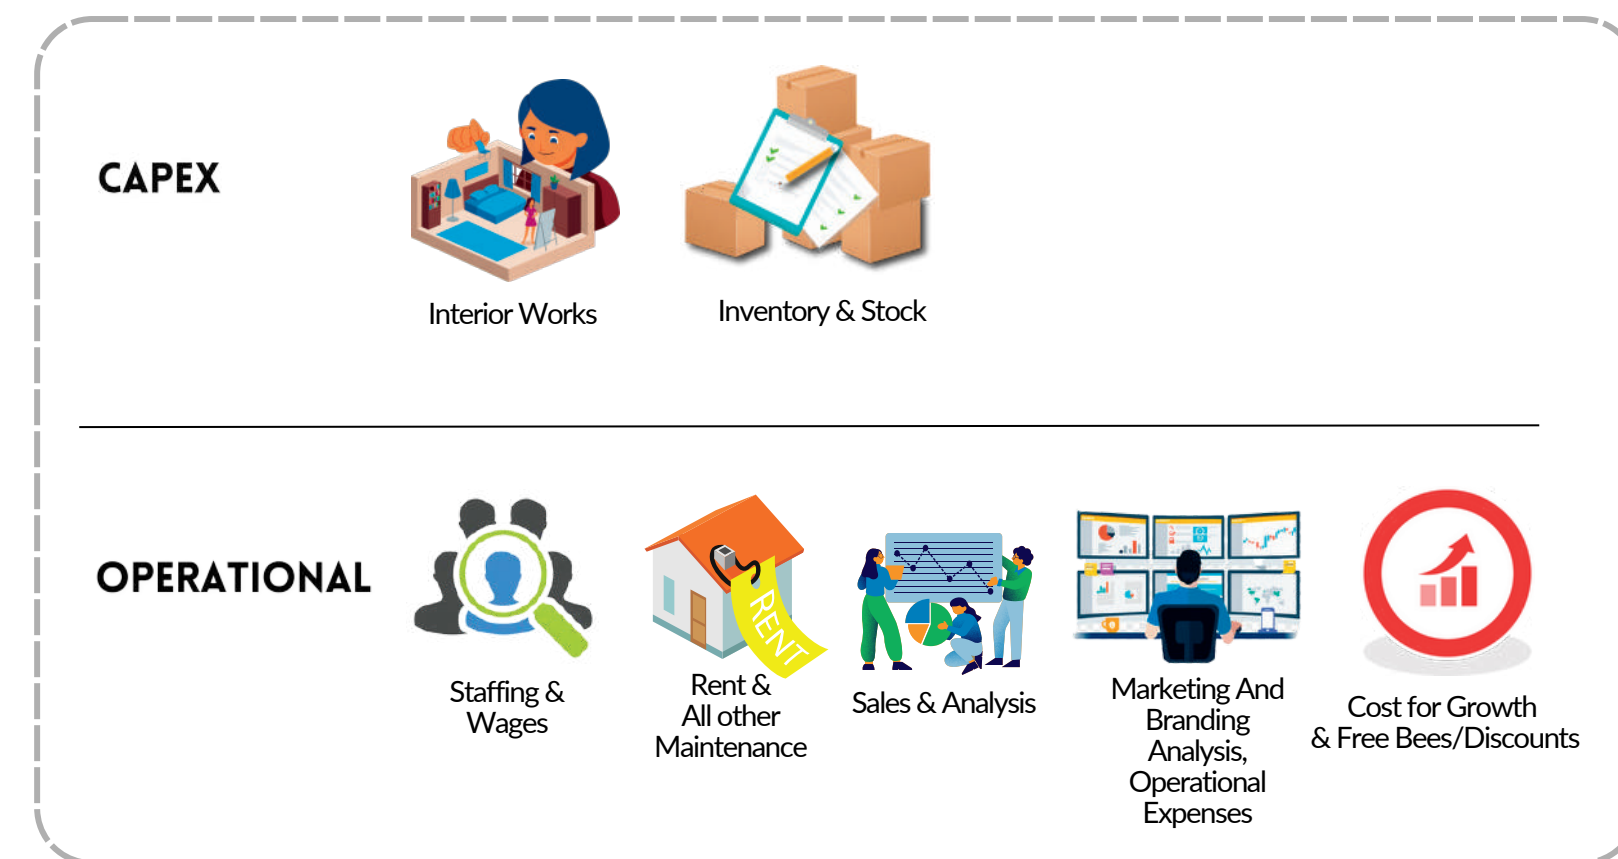 CAPEX
Interior Works
Inventory & Stock
OPERATIONAL
RENT
Staffing &
Wages
Rent &
All other
Maintenance
Sales & Analysis
Marketing And
Branding
Analysis,
Operational
Expenses
Cost for Growth
& Free Bees/Discounts